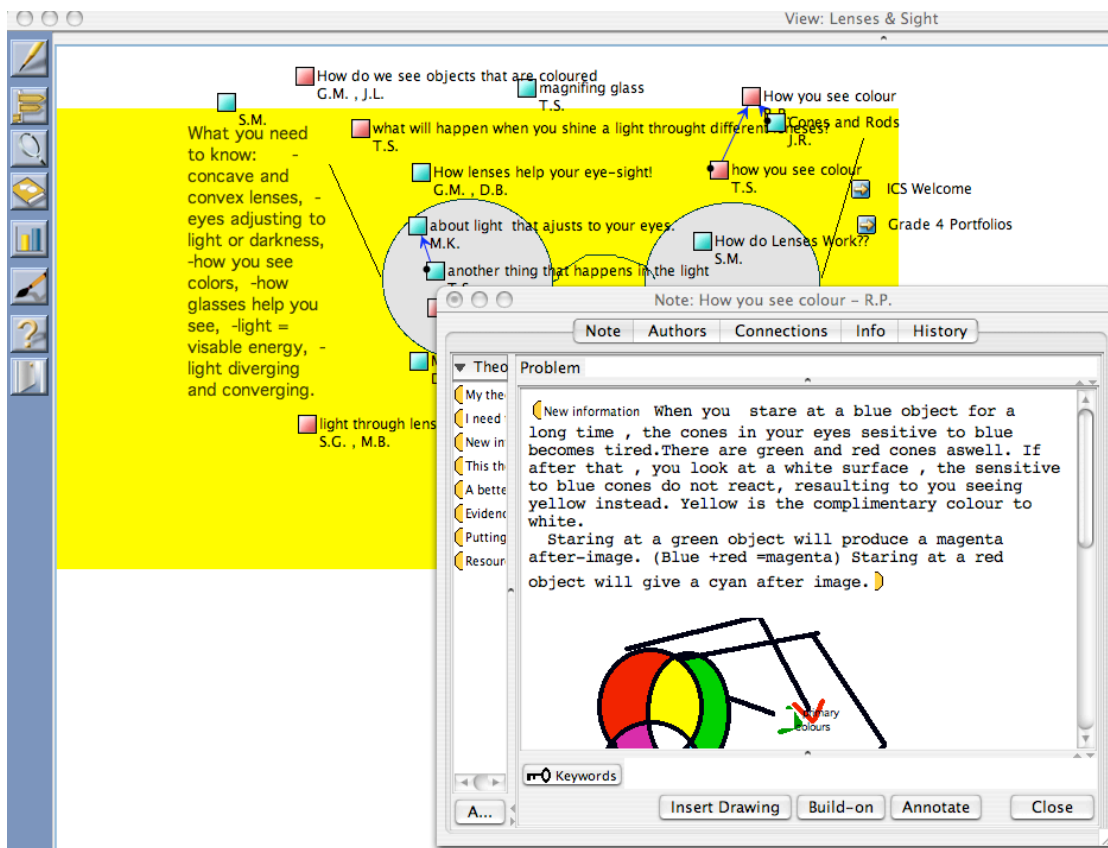 View: Lenses & Sight
How do we see objects that are coloured
G.M. , J.L.
magnifing glass
T.S.
How you see colour
S.M.
Cones and Rods
J.R.
what will happen when you shine a light throught different
T.S.
What you need
to know: -
concave and
convex lenses, -
eyes adjusting to
light or darkness,
-how you see
colors, -how
glasses help you
see, -light =
visable energy, -
light diverging
and converging.
How lenses help your eye-sight!
G.M. , D.B.
how you see colour
T.S.
ICS Welcome
Grade 4 Portfolios
about light that ajusts to your eyes.
M.K.
How do Lenses Work??
S.M.
another thing that happens in the light
light through lens
S.G. , M.B.
Note: How you see colour – R.P.
Note Authors Connections Info History
Theo
Problem
My the
I need
New in
This th
A bette
Evidenc
Putting
Resour
New information When you stare at a blue object for a
long time , the cones in your eyes sesitive to blue
becomes tired.There are green and red cones aswell. If
after that , you look at a white surface , the sensitive
to blue cones do not react, resaulting to you seeing
yellow instead. Yellow is the complimentary colour to
white.
Staring at a green object will produce a magenta
after-image. (Blue +red =magenta) Staring at a red
object will give a cyan after image.
primary
colours
Keywords
A...
Insert Drawing Build-on Annotate Close